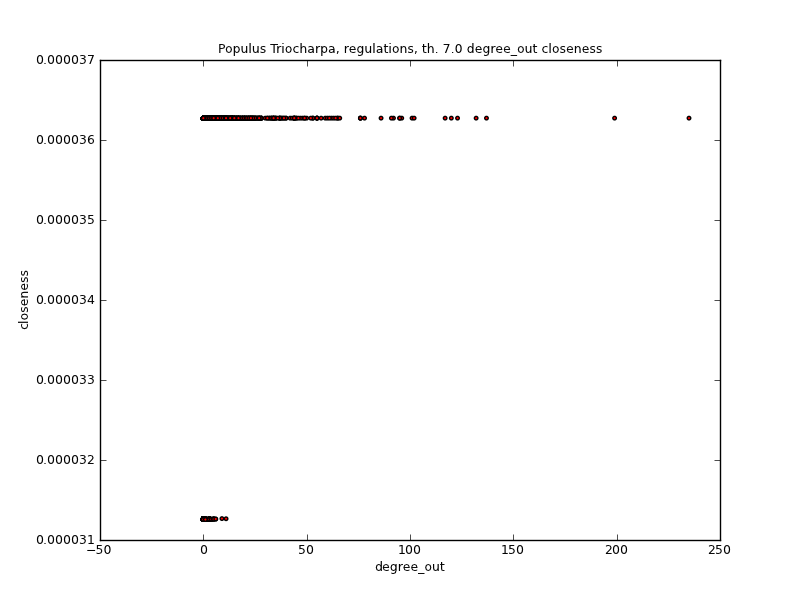 Populus Triocharpa, regulations, th. 7.0 degree_out closeness
0.000037
0.000036
0.000035
0.000034
0.000033
0.000032
0.000031
closeness
−50 0 50 100 150 200 250
degree_out